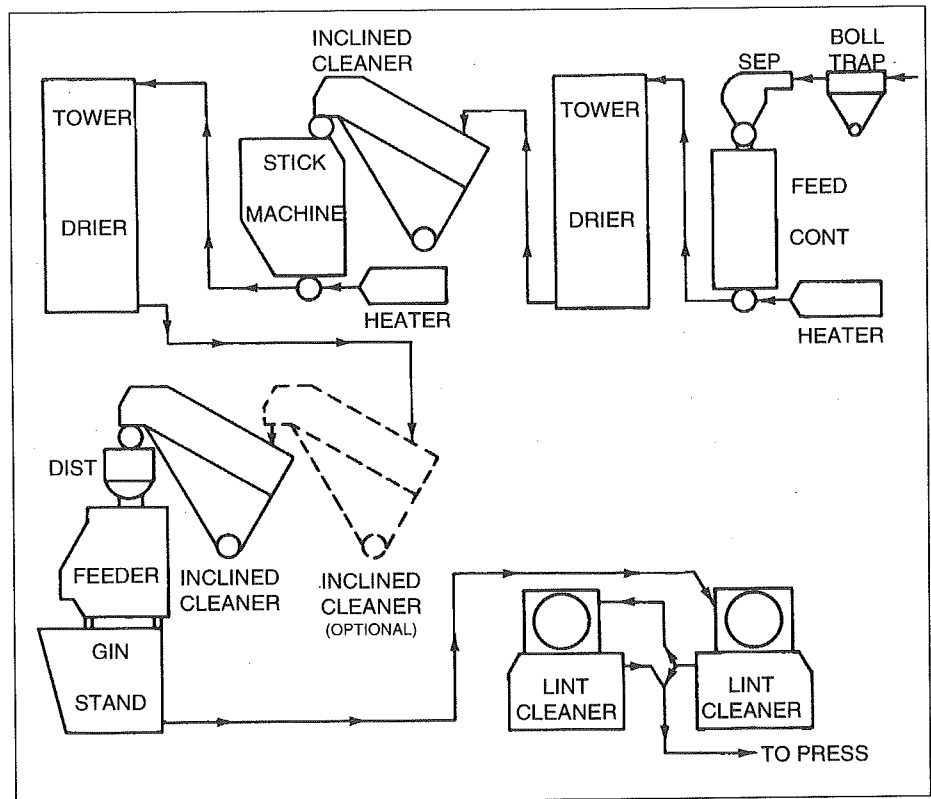 INCLINED
CLEANER
BOLL
TRAP
SEP
TOWER
DRIER
STICK
MACHINE
TOWER
DRIER
FEED
CONT
HEATER
HEATER
DIST
FEEDER
INCLINED
CLEANER
.INCLINED
CLEANER
(OPTIONAL)
GIN
STAND
LINT
CLEANER
LINT
CLEANER
TO PRESS